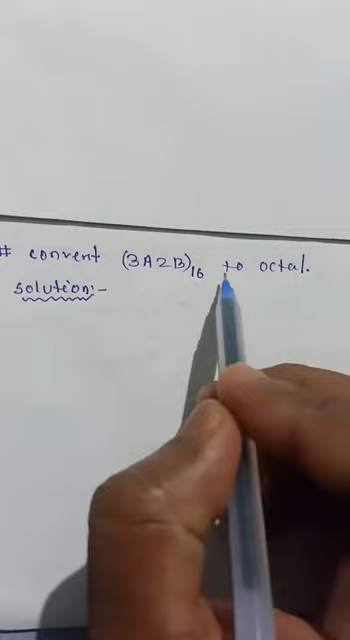 # convert (3A2B)16 to octal.
solution:-